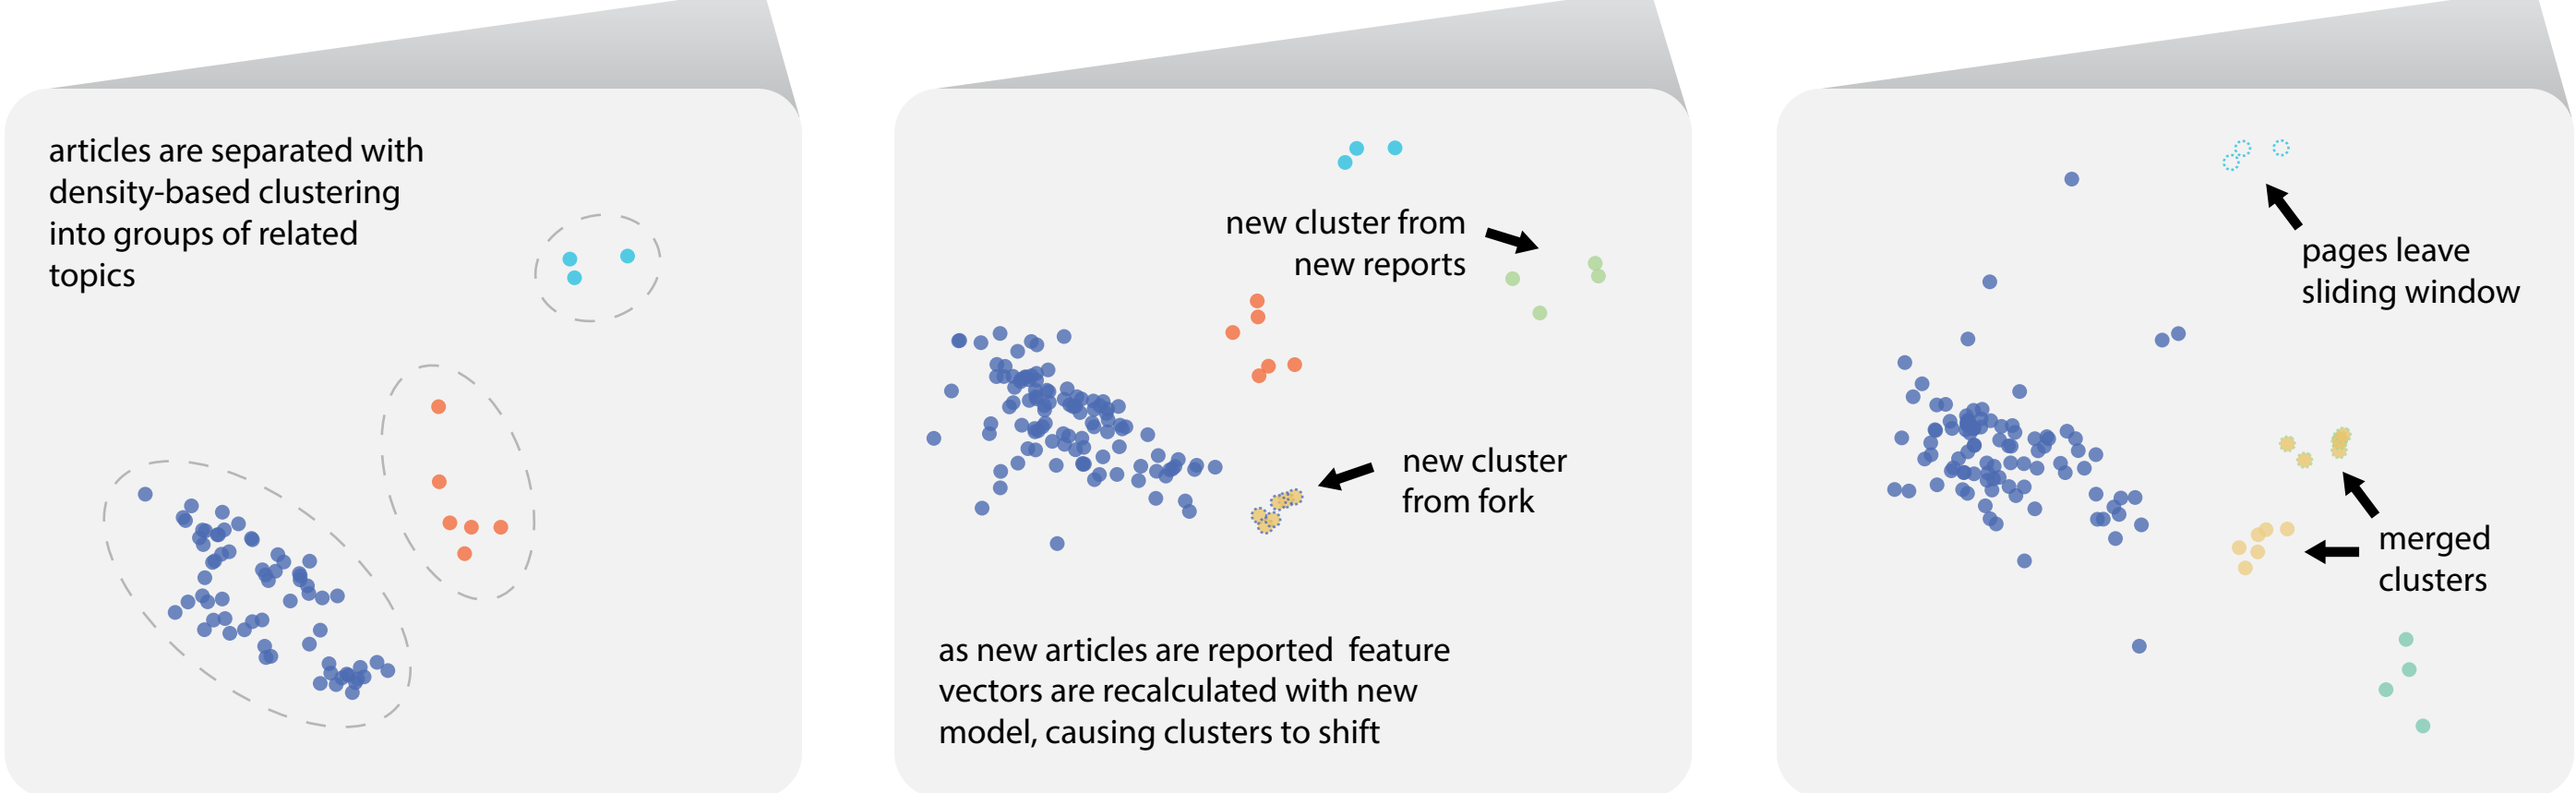 articles are separated with
density-based clustering
into groups of related
topics
new cluster from
new reports
new cluster
from fork
as new articles are reported  feature
vectors are recalculated with new
model, causing clusters to shift
pages leave
sliding window
merged
clusters